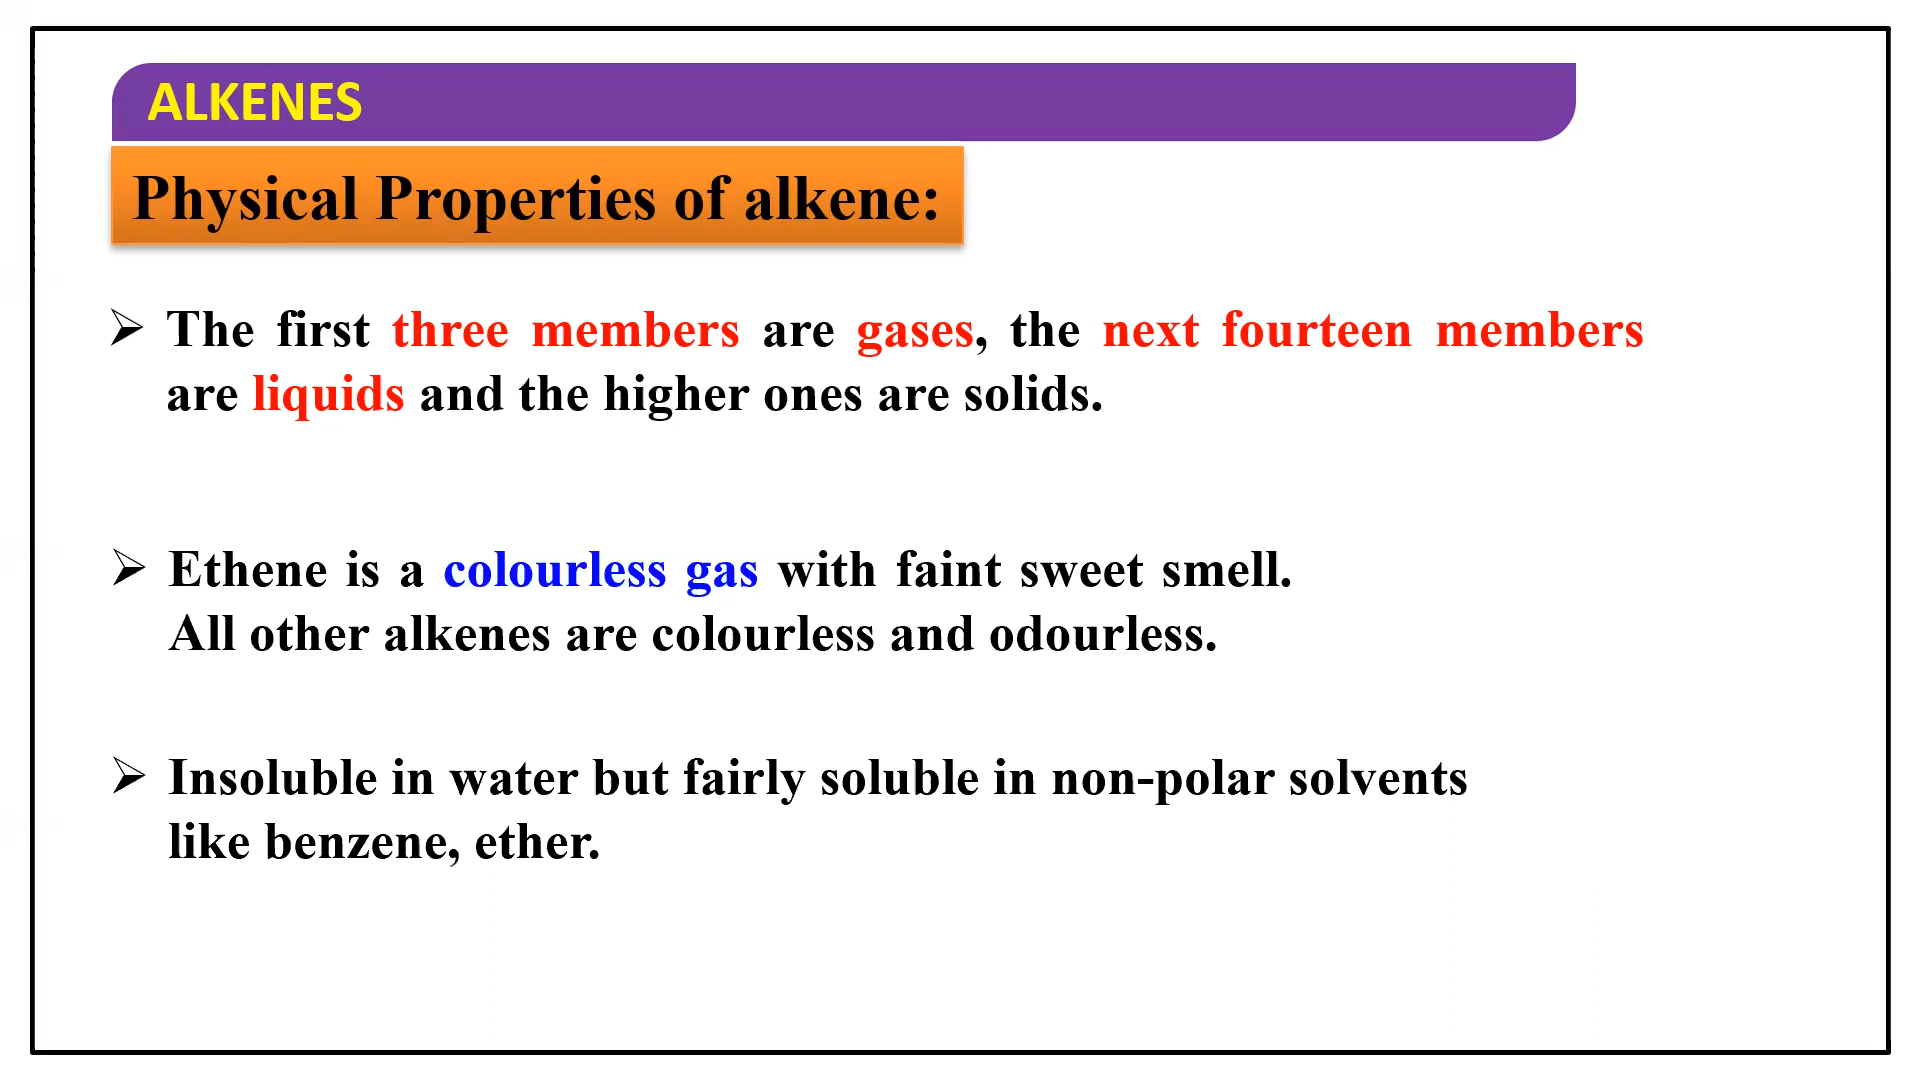 ALKENES
Physical Properties of alkene:
➢ The first three members are gases, the next fourteen members
are liquids and the higher ones are solids.
➢ Ethene is a colourless gas with faint sweet smell.
All other alkenes are colourless and odourless.
➢ Insoluble in water but fairly soluble in non-polar solvents
like benzene, ether.